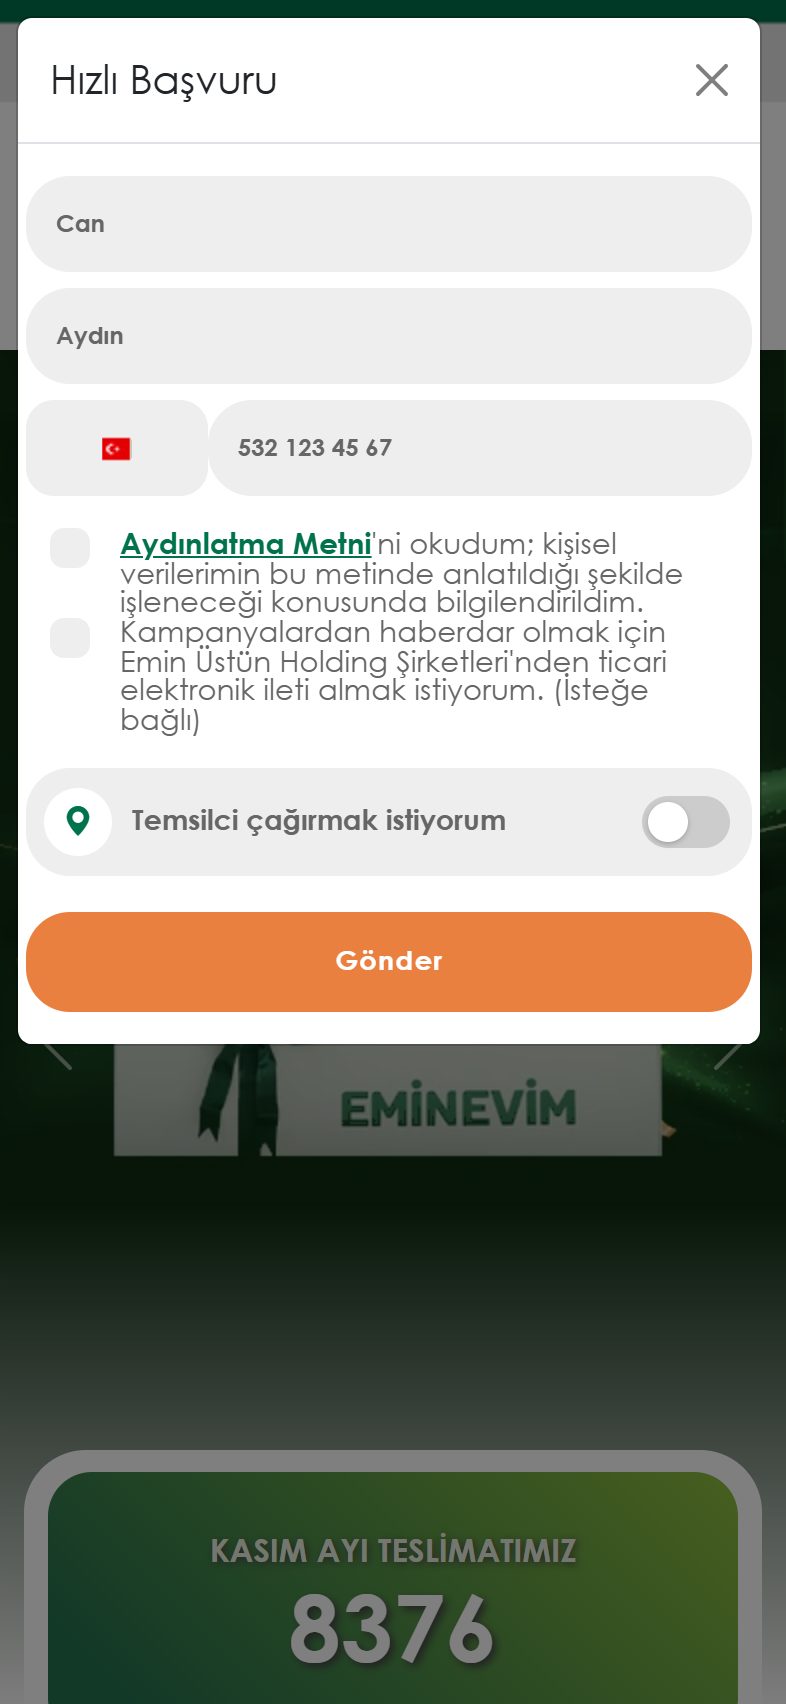 Hızlı Başvuru
Can
Aydın
532 123 45 67
Aydınlatma Metni'ni okudum; kişisel
verilerimin bu metinde anlatıldığı şekilde
işleneceği konusunda bilgilendirildim.
Kampanyalardan haberdar olmak için
Emin Üstün Holding Şirketleri'nden ticari
elektronik ileti almak istiyorum. (İsteğe
bağlı)
Temsilci çağırmak istiyorum
Gönder
EMİNEVİM
KASIM AYI TESLİMATIMIZ
8376